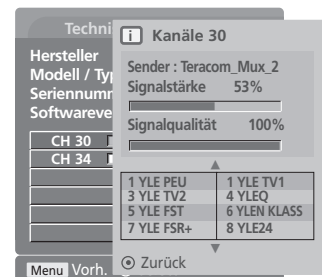 Techni
Hersteller
Modell / Ty
Seriennumm
Softwareve
CH 30
CH 34
Menu Vorh.
i Kanäle 30
Sender : Teracom_Mux_2
Signalstärke 53%
Signalqualität 100%
1 YLE PEU 1 YLE TV1
3 YLE TV2 4 YLEQ
5 YLE FST 6 YLEN KLASS
7 YLE FSR+ 8 YLE24
Zurück